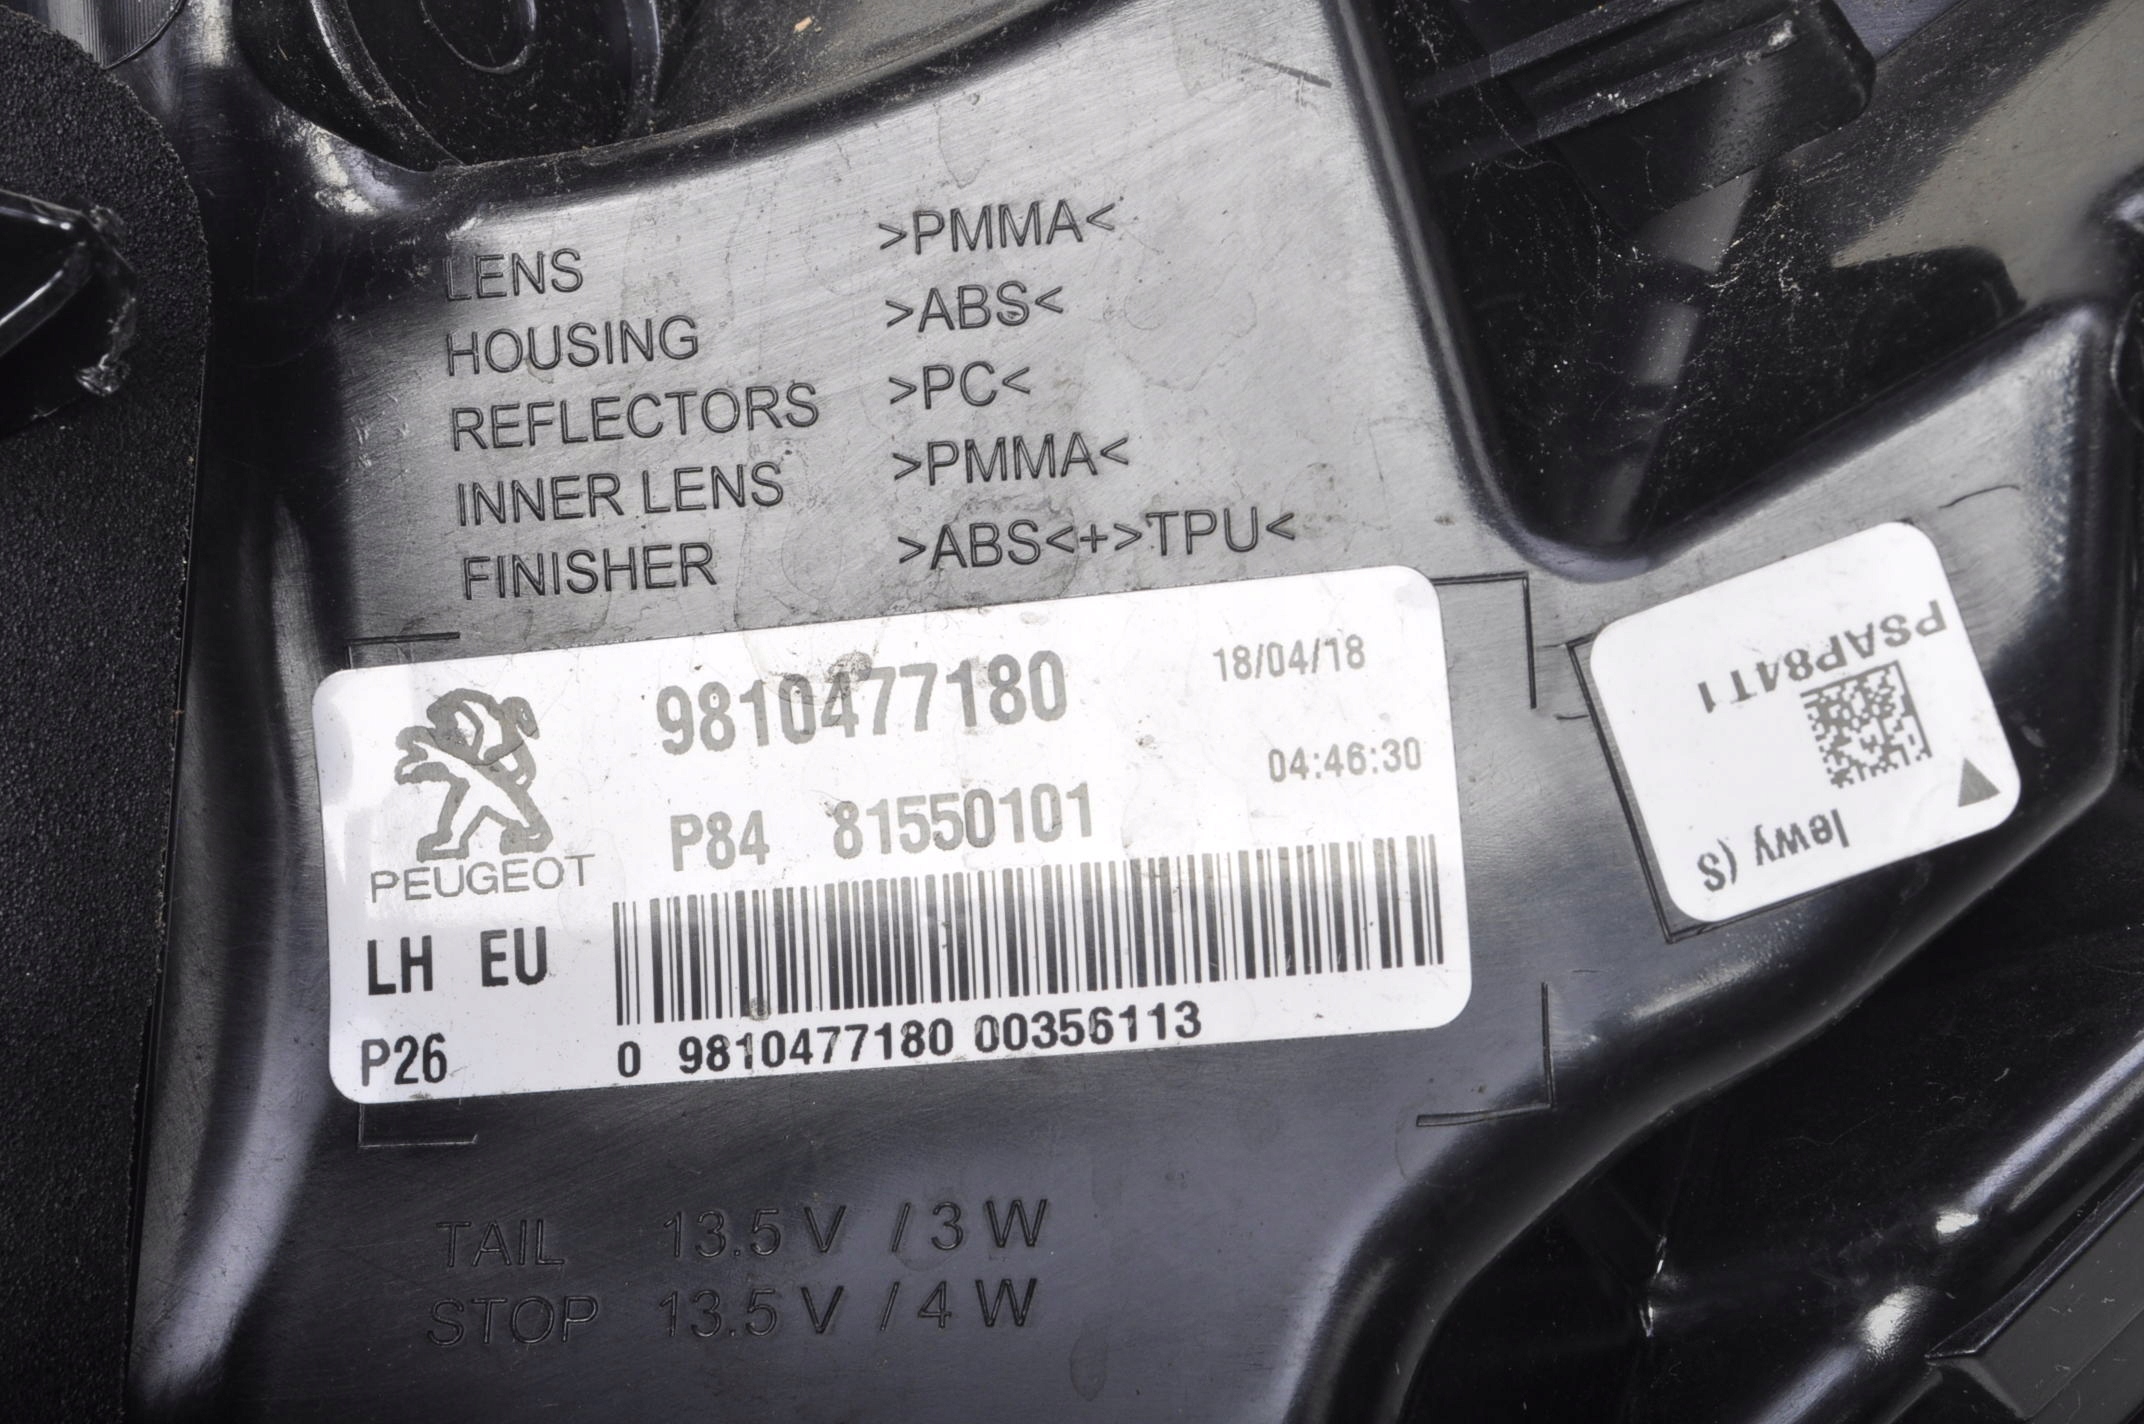 LENS >PMMA<
HOUSING >ABS<
REFLECTORS >PC<
INNER LENS >PMMA<
FINISHER >ABS<+>TPU<
9810477180 18/04/18
04:46:30
P84 81550101
PEUGEOT
LH EU
P26
0 9810477180 00356113
PSAP84T1
lewy (S
TAIL 13.5 V / 3 W
STOP 13.5 V / 4 W